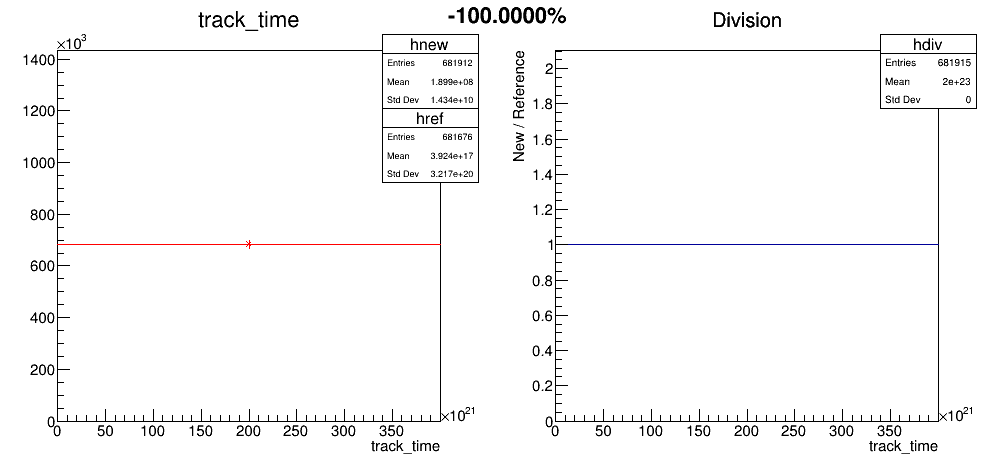 -100.0000%
track_time
×10³
1400
1200
1000
800
600
400
200
0
0 50 100 150 200 250 300 350
×10²¹
track_time
hnew
Entries 681912
Mean 1.899e+08
Std Dev 1.434e+10
href
Entries 681676
Mean 3.924e+17
Std Dev 3.217e+20
Division
New / Reference
2
1.8
1.6
1.4
1.2
1
0.8
0.6
0.4
0.2
0
0 50 100 150 200 250 300 350
×10²¹
track_time
hdiv
Entries 681915
Mean 2e+23
Std Dev 0